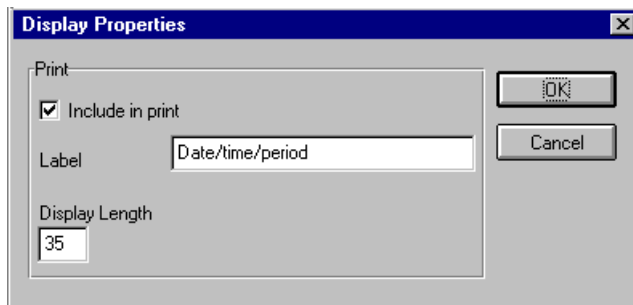 Display Properties
Print
Include in print
Label Date/time/period
Display Length
35
OK
Cancel